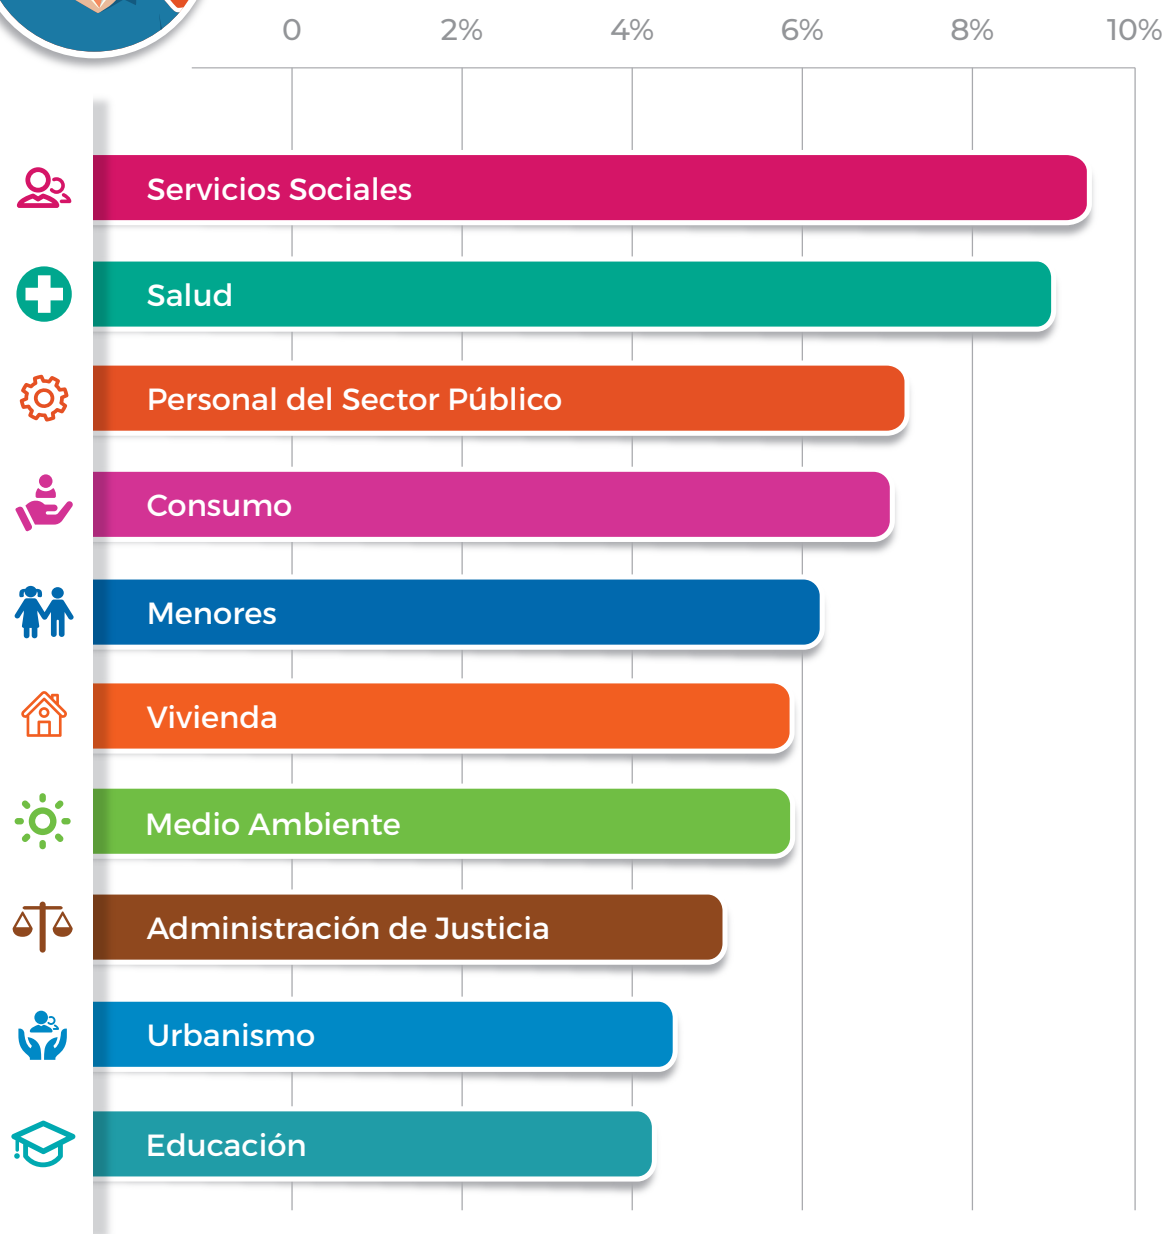 0 2% 4% 6% 8% 10%
Servicios Sociales
Salud
Personal del Sector Público
Consumo
Menores
Vivienda
Medio Ambiente
Administración de Justicia
Urbanismo
Educación